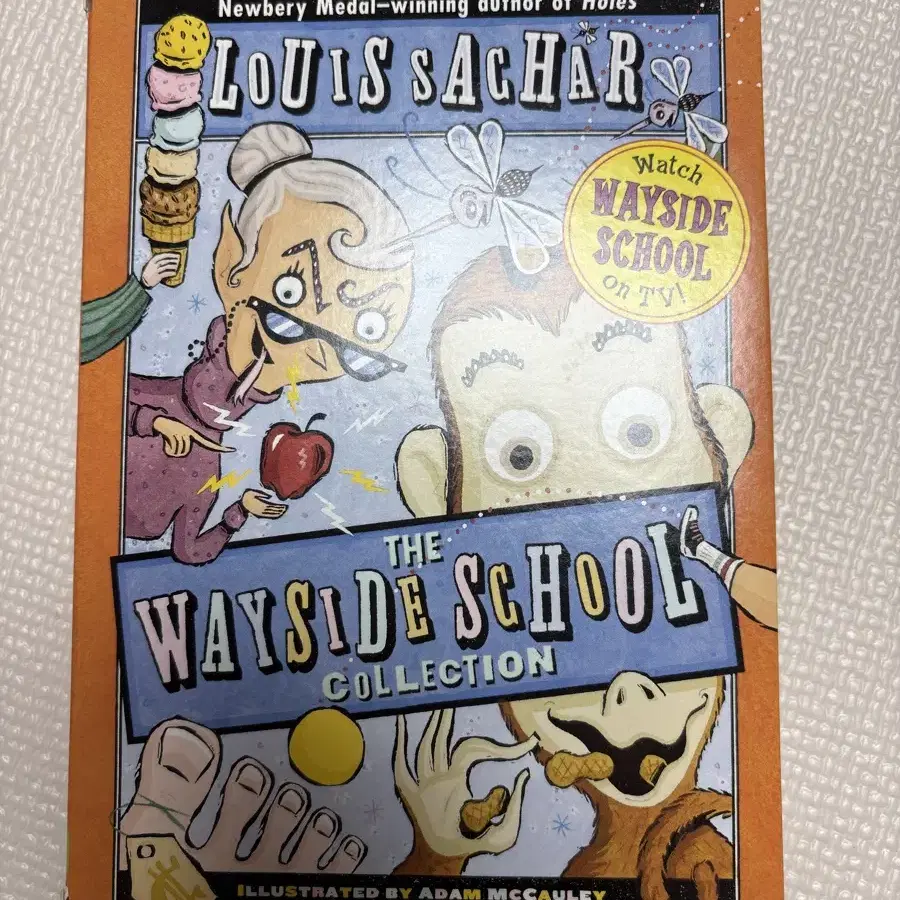 Newbery Medal–winning author of Holes
LOUIS SACHAR
Watch
WAYSIDE
SCHOOL
on TV!
THE
WAYSIDE SCHOOL
COLLECTION
ILLUSTRATED BY ADAM McCAULEY